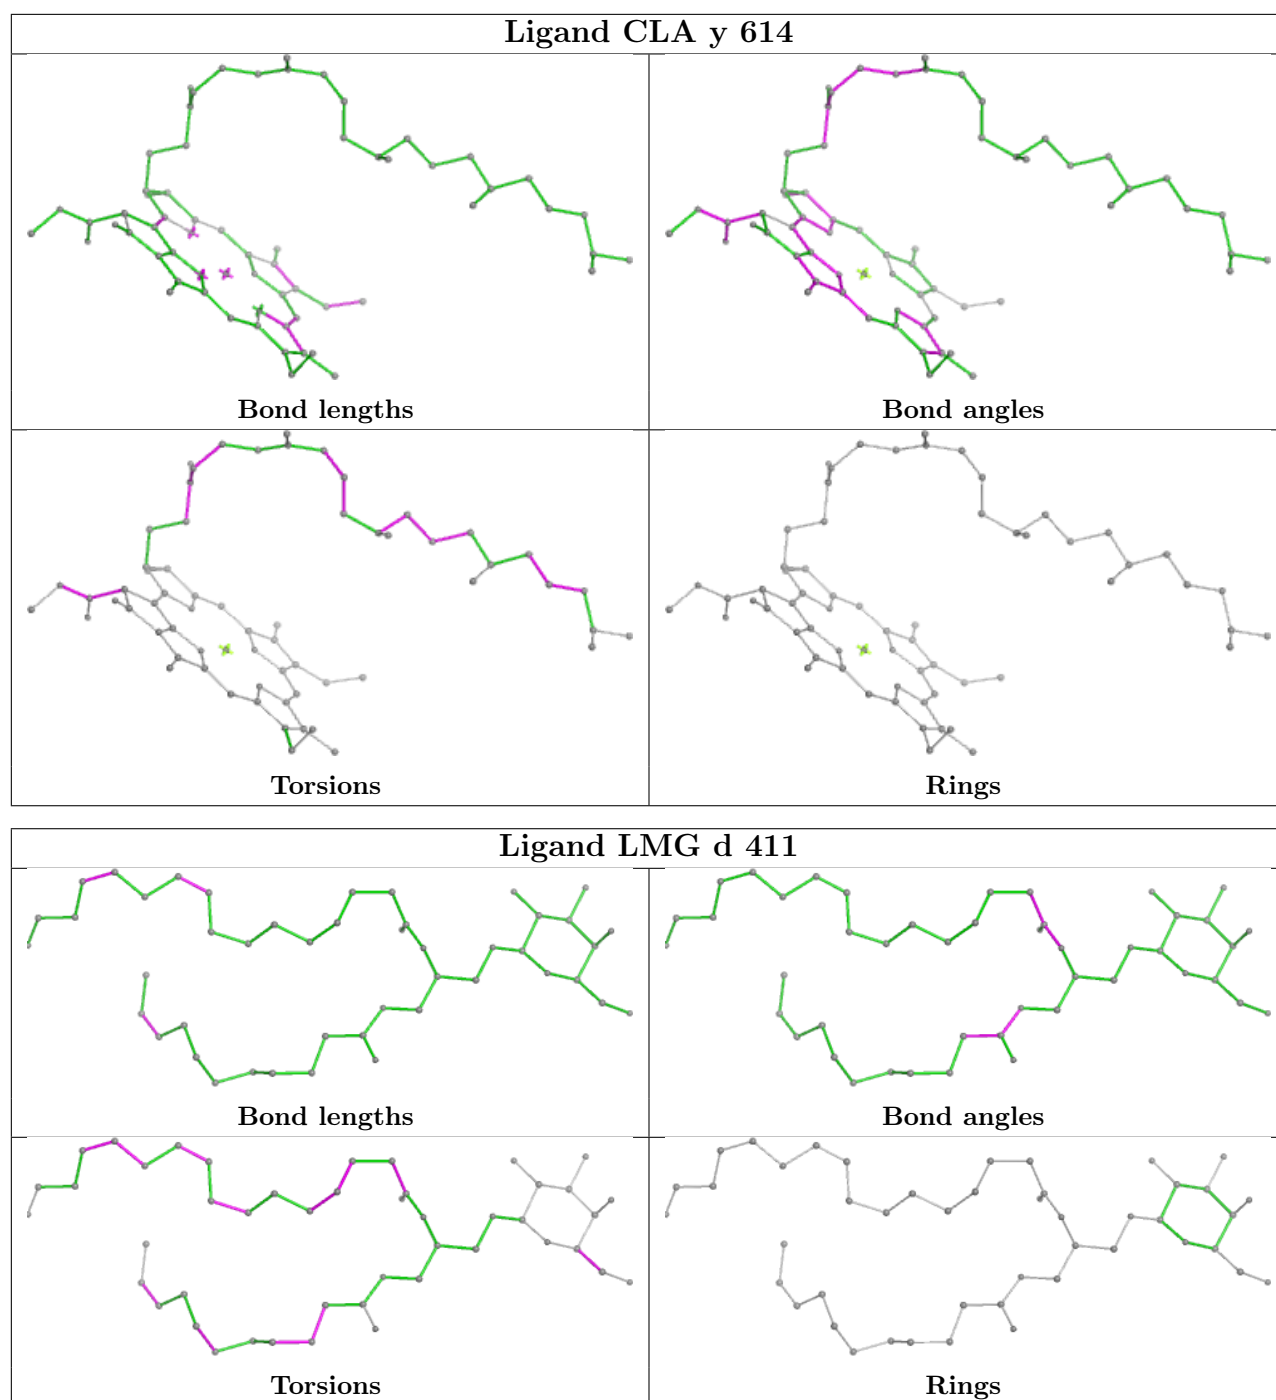 Ligand CLA y 614
Bond lengths
Bond angles
Torsions
Rings
Ligand LMG d 411
Bond lengths
Bond angles
Torsions
Rings